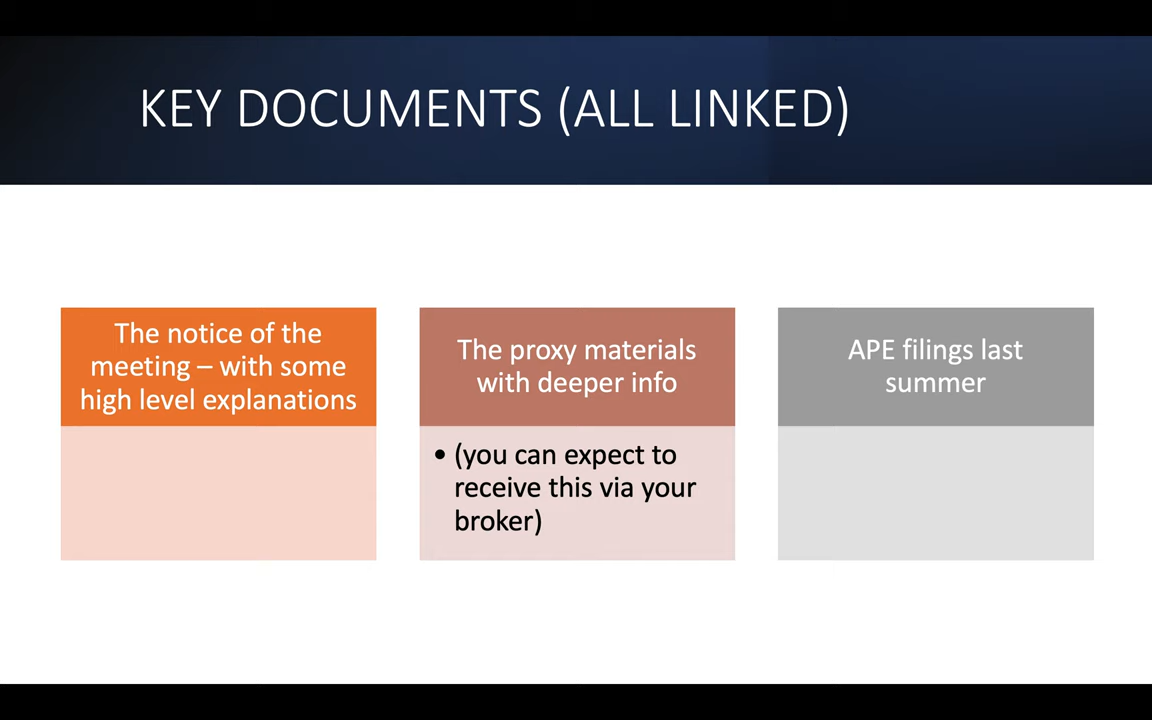 KEY DOCUMENTS (ALL LINKED)
The notice of the
meeting – with some
high level explanations
The proxy materials
with deeper info
• (you can expect to
receive this via your
broker)
APE filings last
summer